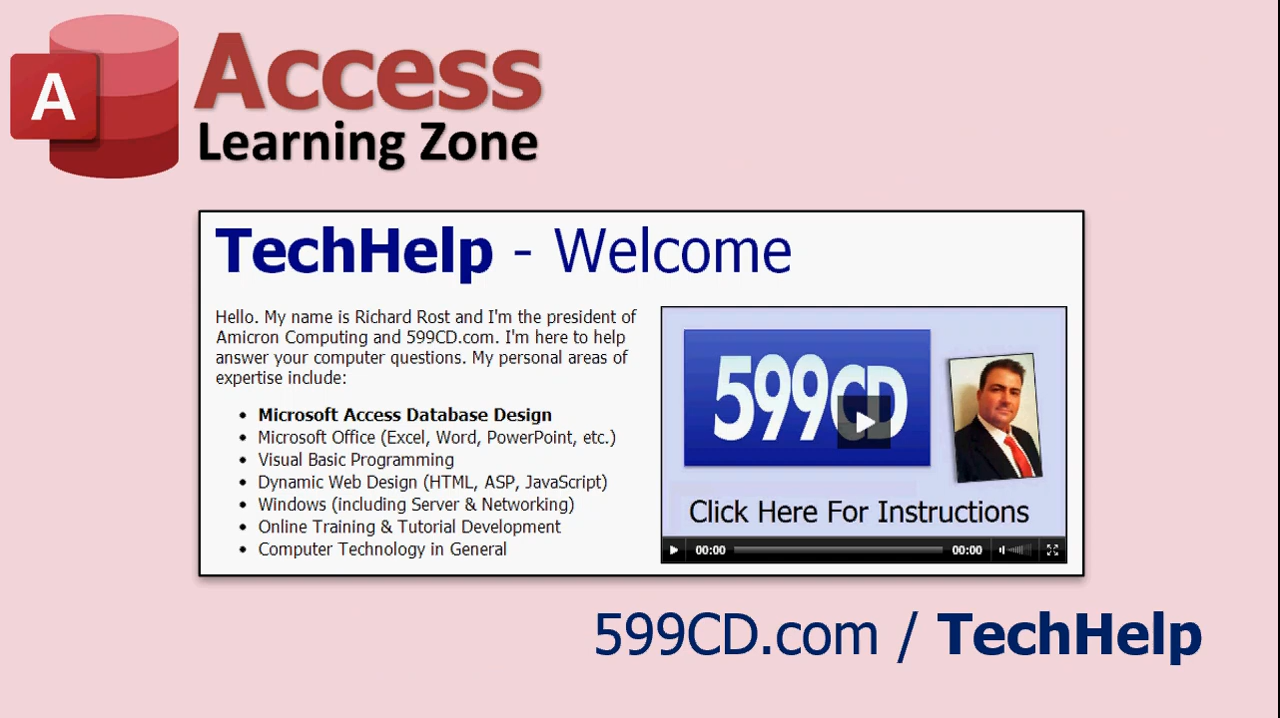 A
Access
Learning Zone
TechHelp - Welcome
Hello. My name is Richard Rost and I'm the president of
Amicron Computing and 599CD.com. I'm here to help
answer your computer questions. My personal areas of
expertise include:
• Microsoft Access Database Design
• Microsoft Office (Excel, Word, PowerPoint, etc.)
• Visual Basic Programming
• Dynamic Web Design (HTML, ASP, JavaScript)
• Windows (including Server & Networking)
• Online Training & Tutorial Development
• Computer Technology in General
599CD
Click Here For Instructions
00:00 00:00
599CD.com / TechHelp